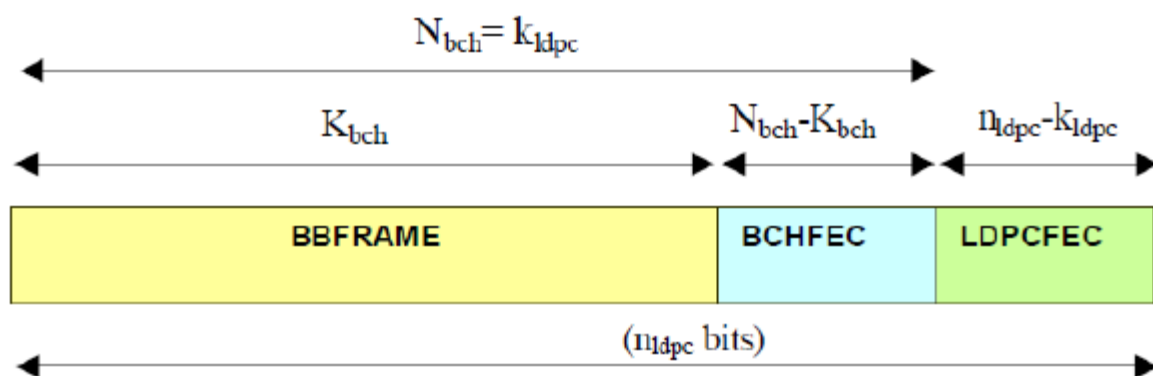 N_bch= k_ldpc
K_bch N_bch-K_bch n_ldpc-k_ldpc
BBFRAME BCHFEC LDPCFEC
(n_ldpc bits)